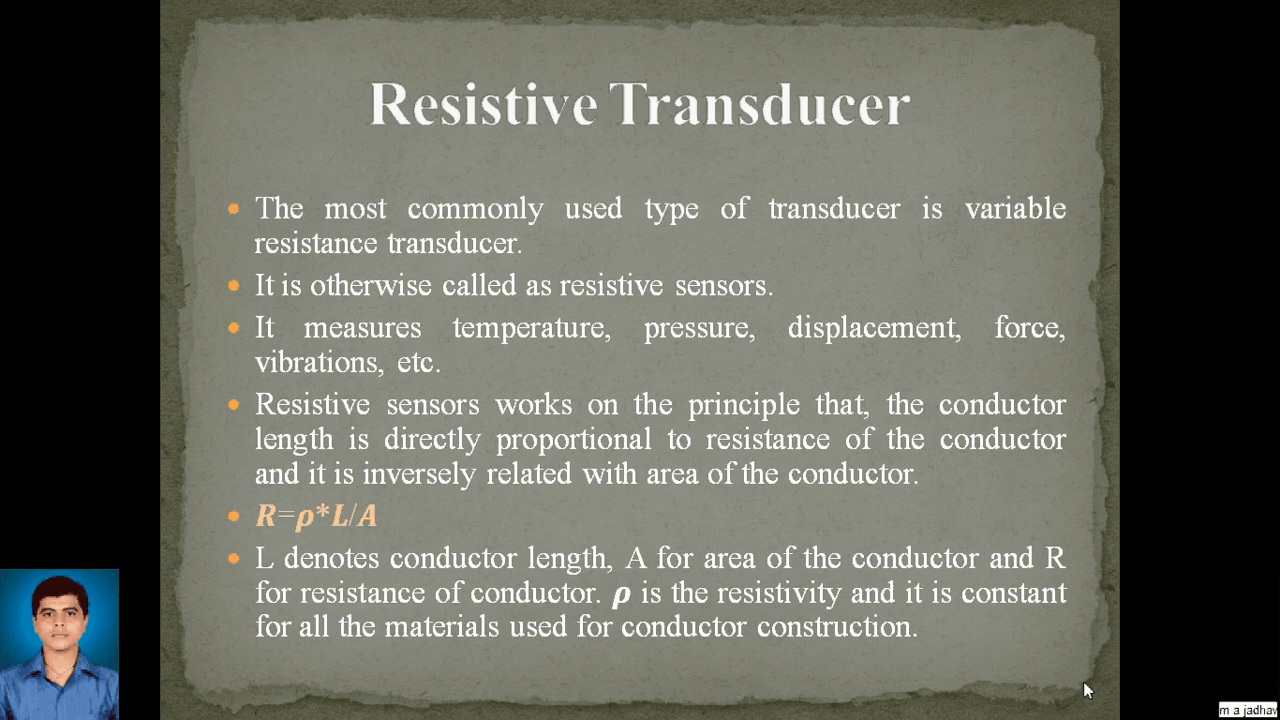 Resistive Transducer
• The most commonly used type of transducer is variable
resistance transducer.
• It is otherwise called as resistive sensors.
• It measures temperature, pressure, displacement, force,
vibrations, etc.
• Resistive sensors works on the principle that, the conductor
length is directly proportional to resistance of the conductor
and it is inversely related with area of the conductor.
• R=ρ*L/A
• L denotes conductor length, A for area of the conductor and R
for resistance of conductor. ρ is the resistivity and it is constant
for all the materials used for conductor construction.
m a jadhav